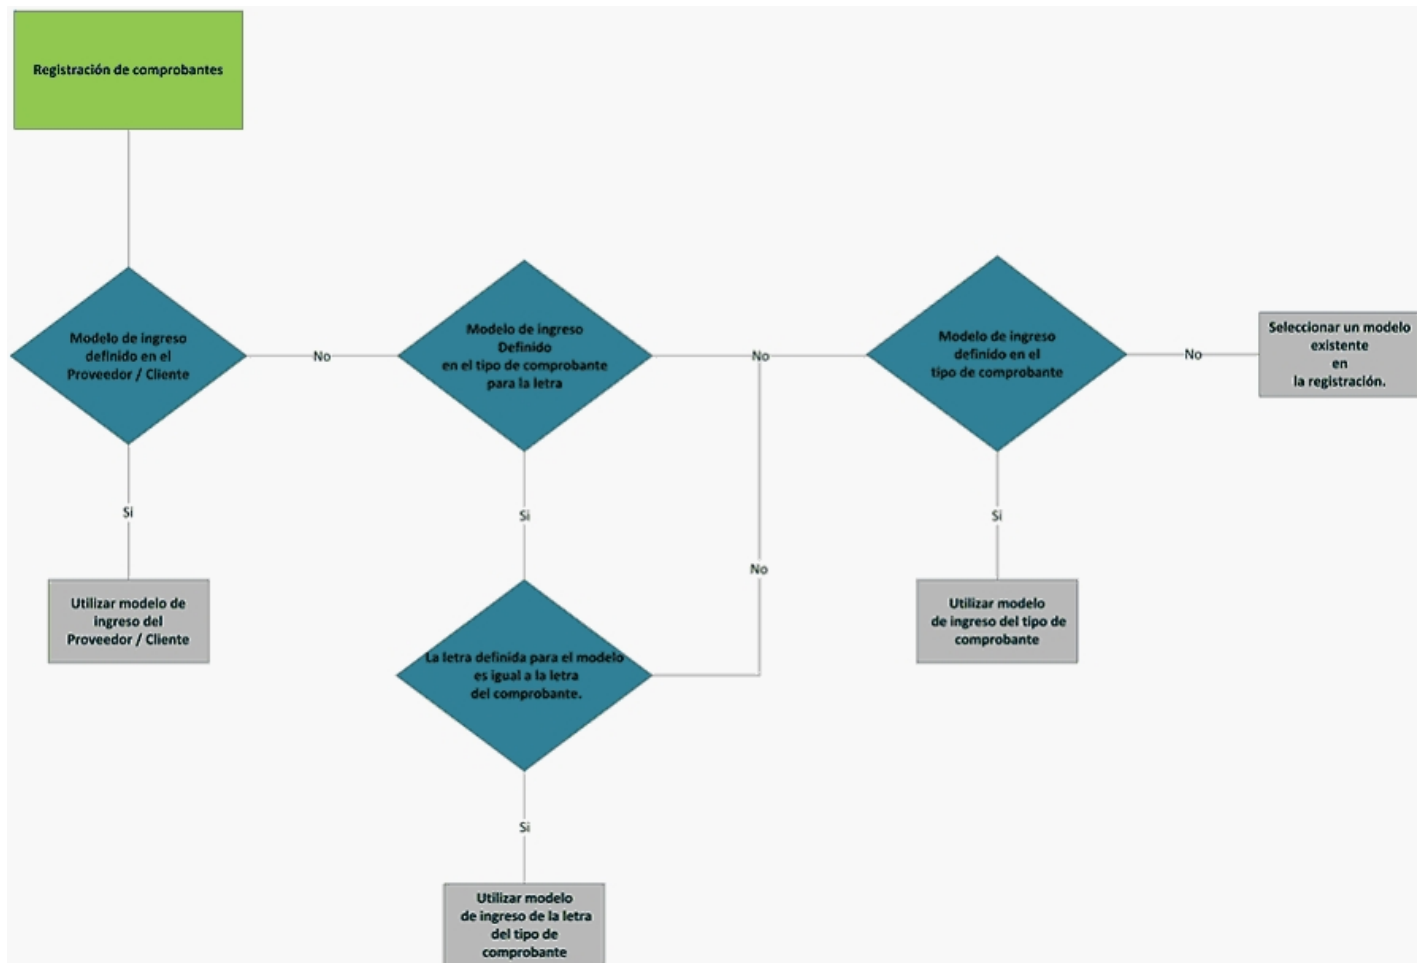 Registración de comprobantes
Modelo de ingreso
definido en el
Proveedor / Cliente
No
Modelo de ingreso
Definido
en el tipo de comprobante
para la letra
No
Modelo de ingreso
definido en el
tipo de comprobante
No
Seleccionar un modelo
existente
en
la registración.
Si
Utilizar modelo de
ingreso del
Proveedor / Cliente
Si
No
Si
Utilizar modelo
de ingreso del tipo de
comprobante
La letra definida para el modelo
es igual a la letra
del comprobante.
Si
Utilizar modelo
de ingreso de la letra
del tipo de
comprobante